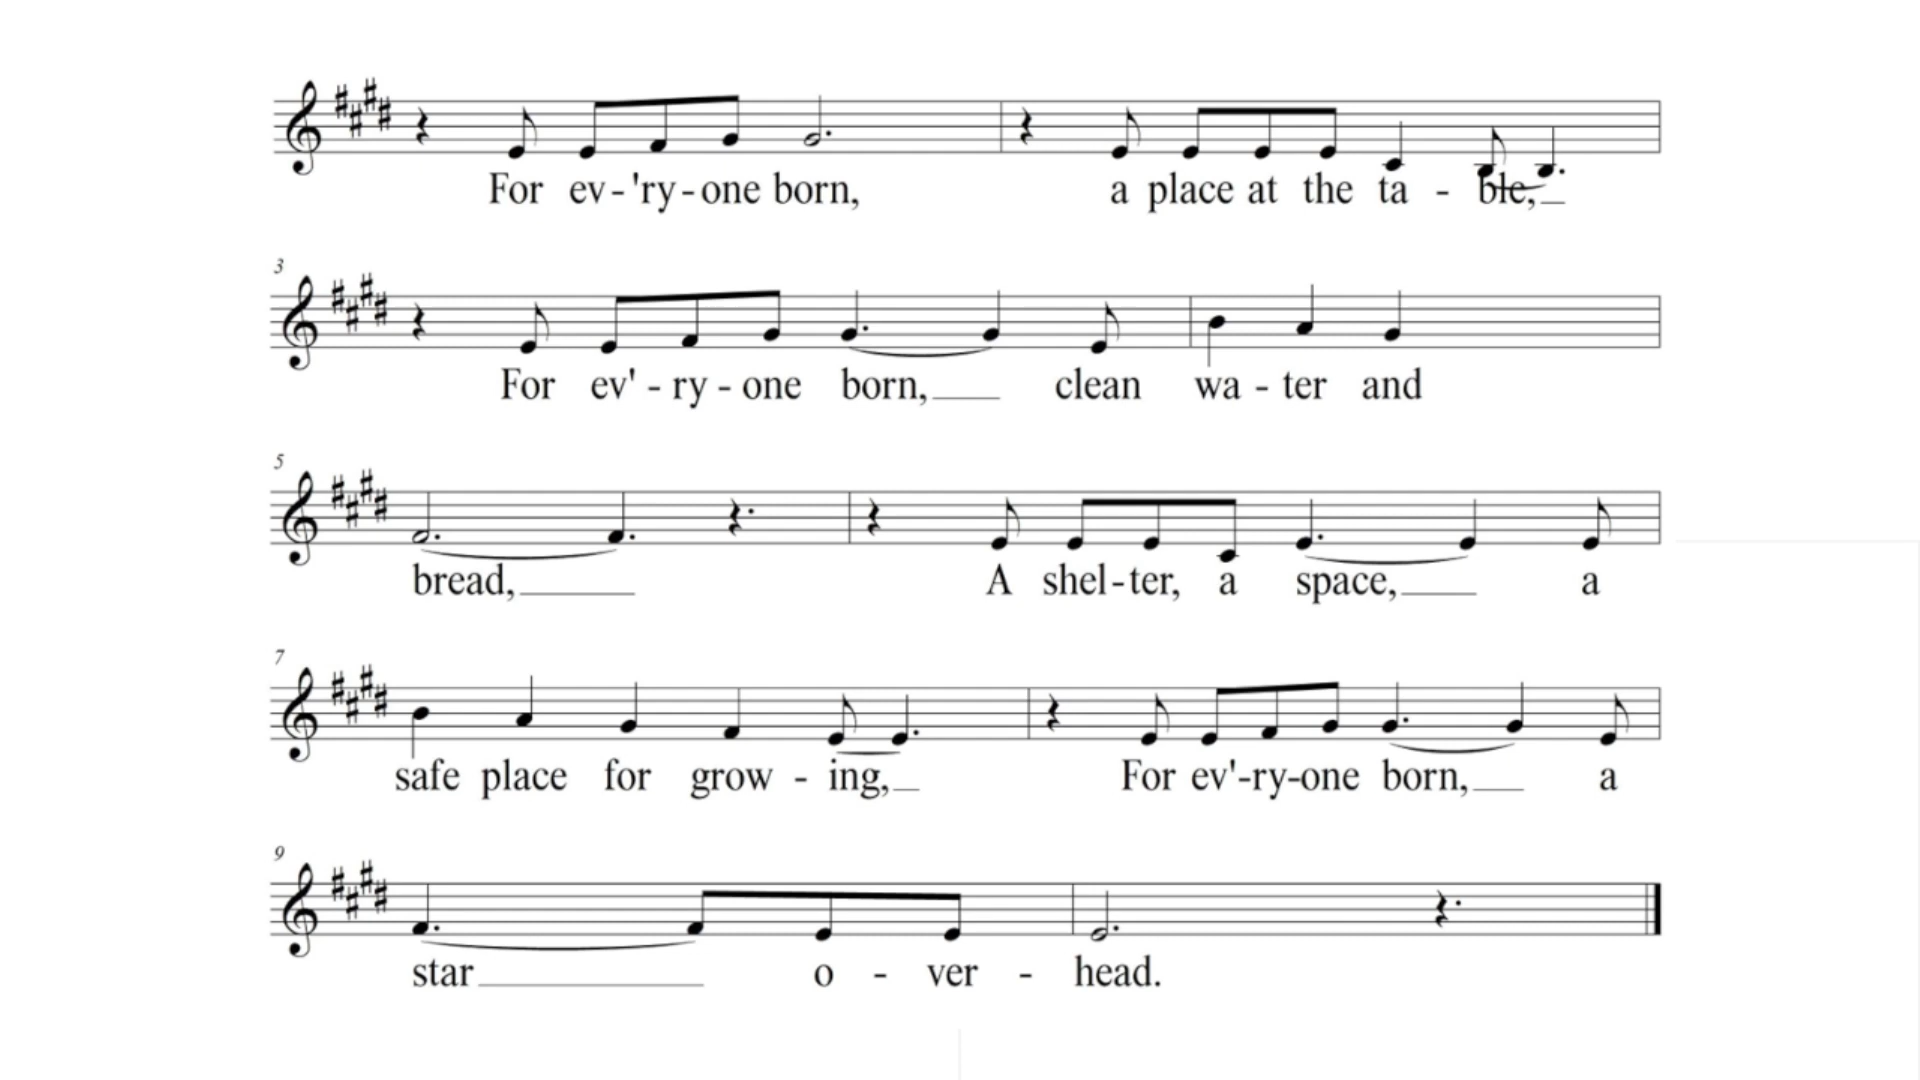 For ev-'ry-one born, a place at the ta - ble,
3
For ev' - ry - one born, clean wa - ter and
5
bread, A shel-ter, a space, a
7
safe place for grow - ing, For ev'-ry-one born, a
9
star o - ver - head.